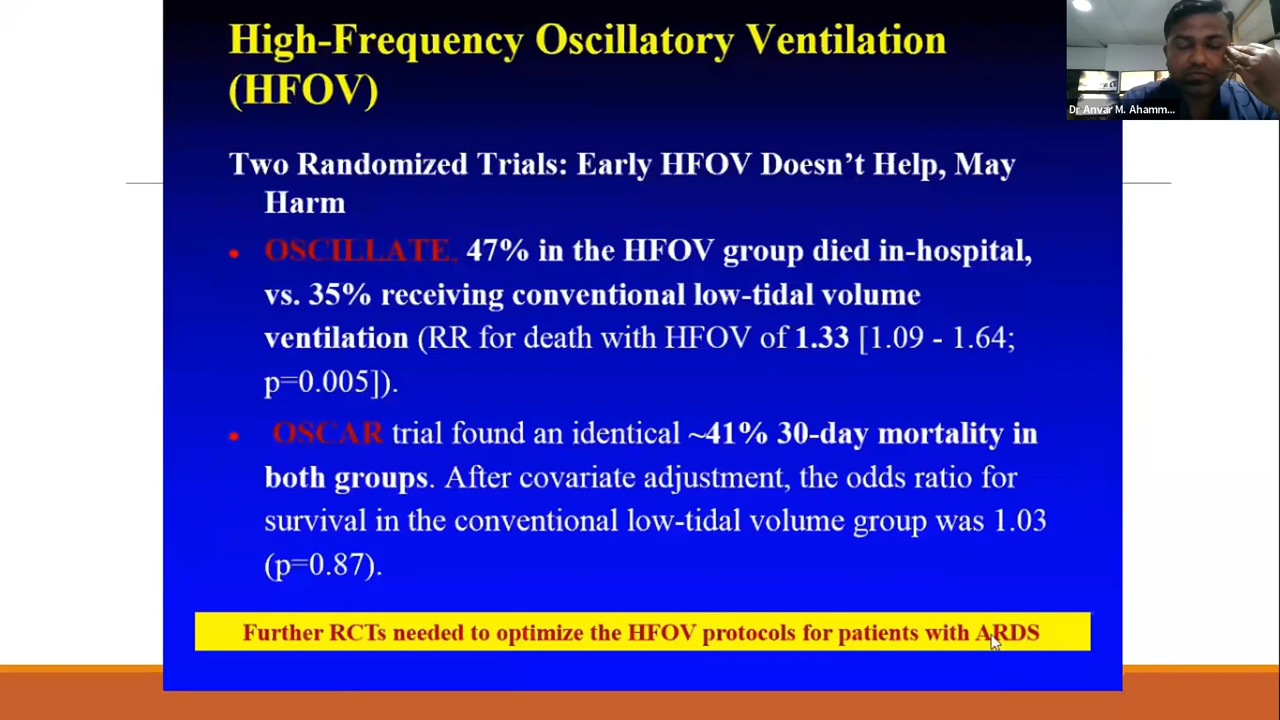 High-Frequency Oscillatory Ventilation
(HFOV)
Dr Anvar M. Ahamm...
Two Randomized Trials: Early HFOV Doesn't Help, May
Harm
• OSCILLATE, 47% in the HFOV group died in-hospital,
vs. 35% receiving conventional low-tidal volume
ventilation (RR for death with HFOV of 1.33 [1.09 - 1.64;
p=0.005]).
• OSCAR trial found an identical ~41% 30-day mortality in
both groups. After covariate adjustment, the odds ratio for
survival in the conventional low-tidal volume group was 1.03
(p=0.87).
Further RCTs needed to optimize the HFOV protocols for patients with ARDS